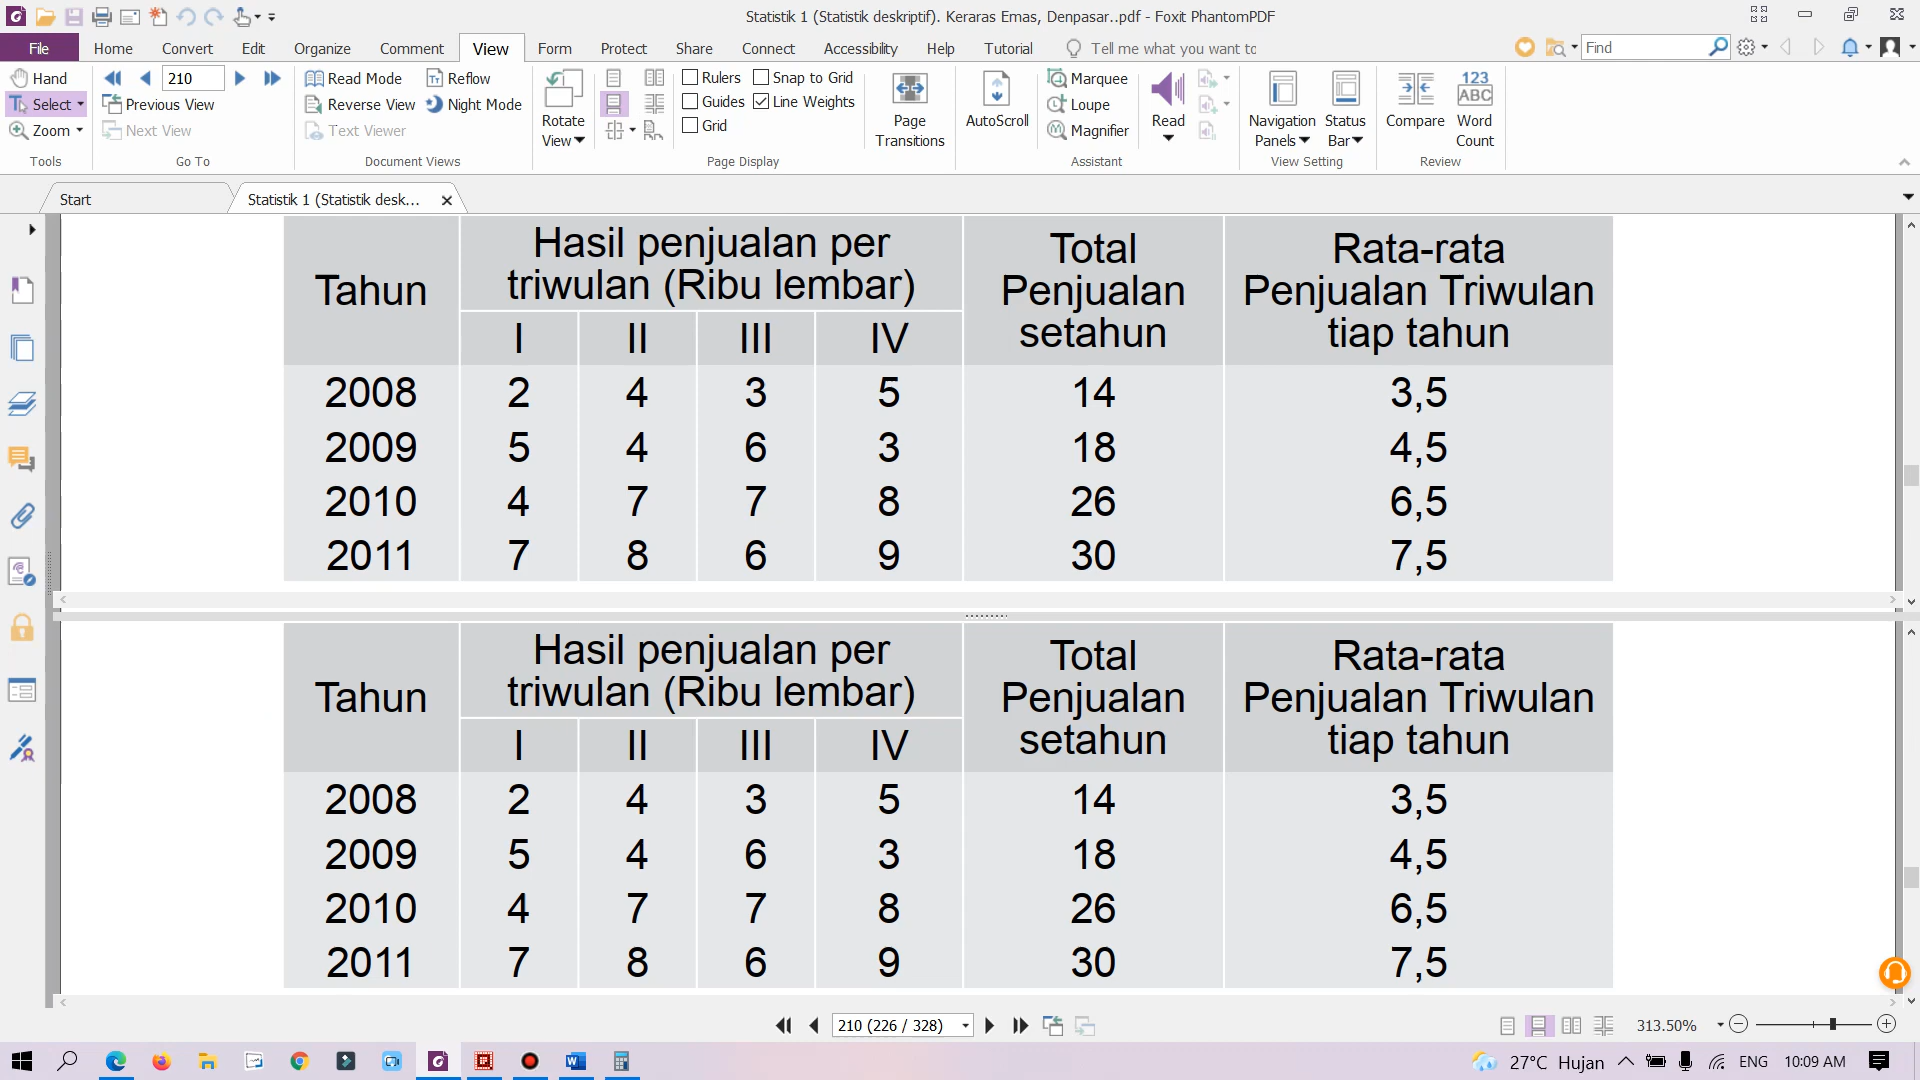 Statistik 1 (Statistik deskriptif). Keraras Emas, Denpasar..pdf - Foxit PhantomPDF
File Home Convert Edit Organize Comment View Form Protect Share Connect Accessibility Help Tutorial Tell me what you want to Find
Hand 210 Read Mode Reflow Rulers Snap to Grid Marquee
Select Previous View Reverse View Night Mode Guides Line Weights Loupe
Zoom Next View Text Viewer Grid Magnifier
Rotate View
Page Transitions
AutoScroll
Read
Navigation Panels
Status Bar
Compare
123 ABC
Word Count
Tools Go To Document Views Page Display Assistant View Setting Review
Start Statistik 1 (Statistik desk...
Tahun
Hasil penjualan per
triwulan (Ribu lembar)
Total
Penjualan
setahun
Rata-rata
Penjualan Triwulan
tiap tahun
I II III IV
2008 2 4 3 5 14 3,5
2009 5 4 6 3 18 4,5
2010 4 7 7 8 26 6,5
2011 7 8 6 9 30 7,5
Tahun
Hasil penjualan per
triwulan (Ribu lembar)
Total
Penjualan
setahun
Rata-rata
Penjualan Triwulan
tiap tahun
I II III IV
2008 2 4 3 5 14 3,5
2009 5 4 6 3 18 4,5
2010 4 7 7 8 26 6,5
2011 7 8 6 9 30 7,5
210 (226 / 328) 313.50%
27°C Hujan ENG 10:09 AM